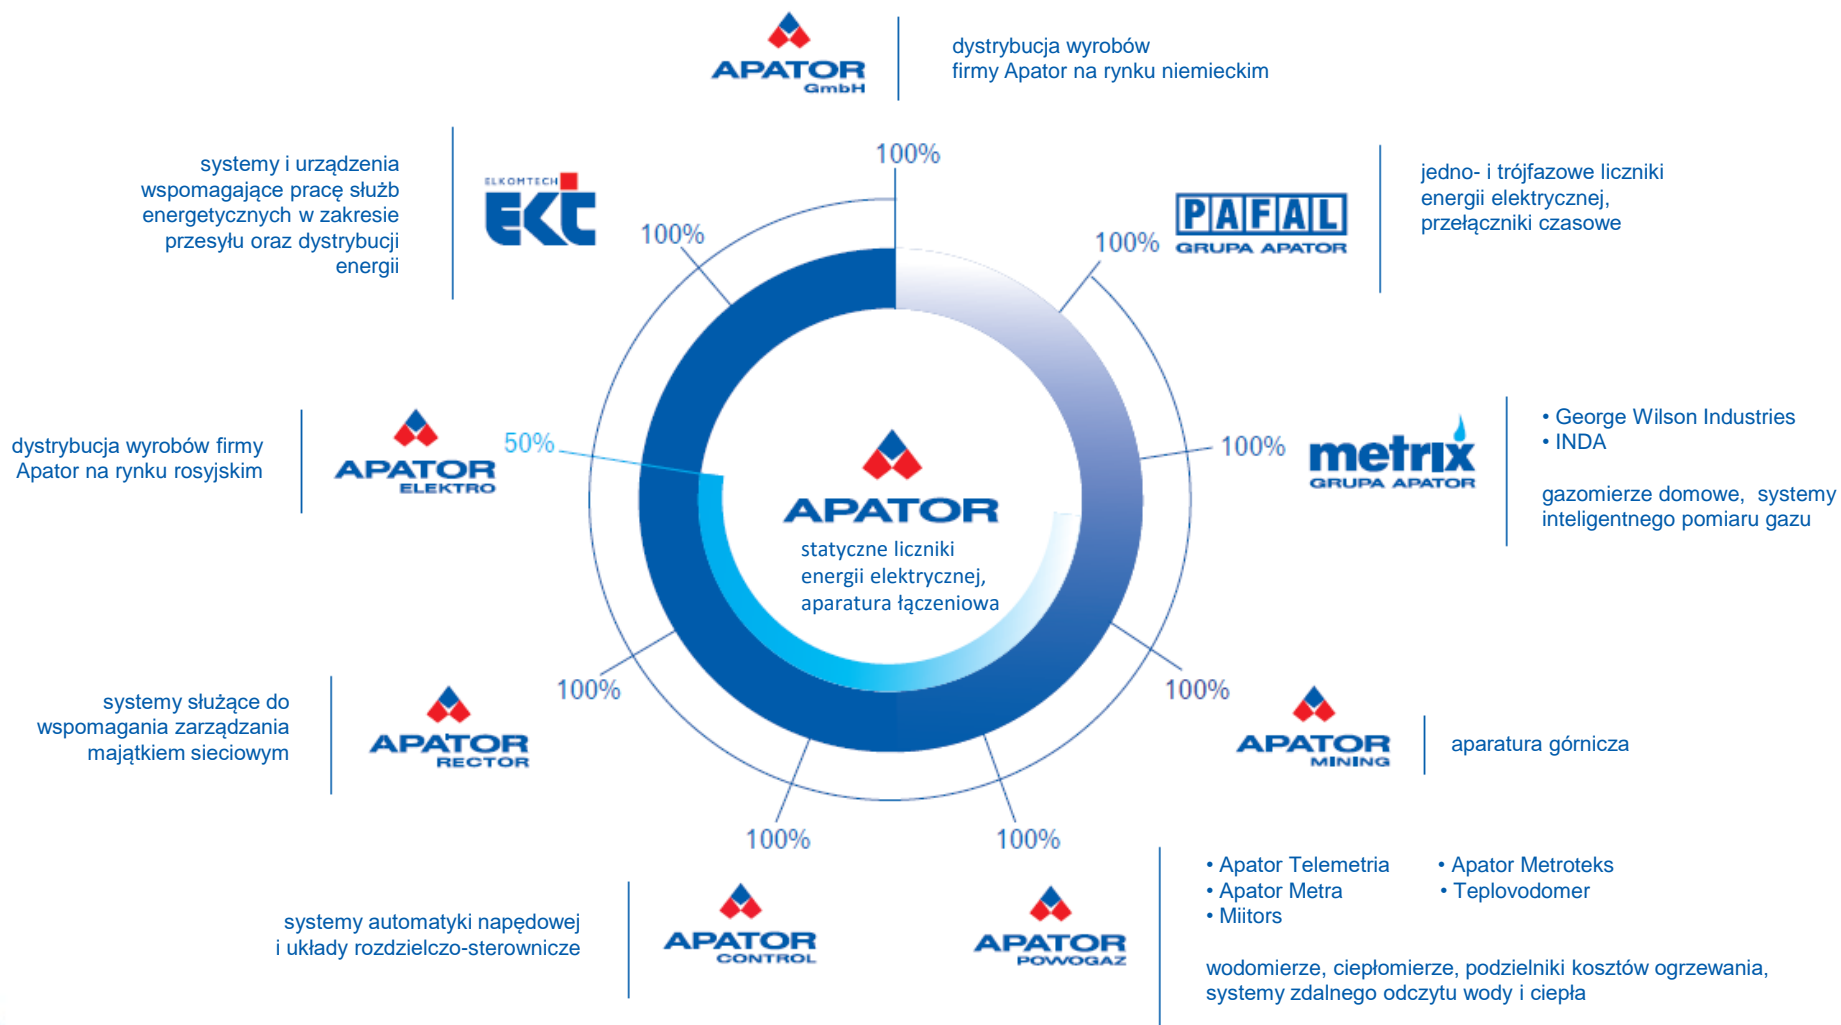 APATOR
GmbH
dystrybucja wyrobów
firmy Apator na rynku niemieckim
100%
systemy i urządzenia
wspomagające pracę służb
energetycznych w zakresie
przesyłu oraz dystrybucji
energii
ELKOMTECH
EKT
100%
100%
PAFAL
GRUPA APATOR
jedno- i trójfazowe liczniki
energii elektrycznej,
przełączniki czasowe
dystrybucja wyrobów firmy
Apator na rynku rosyjskim
APATOR
ELEKTRO
50%
APATOR
statyczne liczniki
energii elektrycznej,
aparatura łączeniowa
100%
metrix
GRUPA APATOR
• George Wilson Industries
• INDA
gazomierze domowe, systemy
inteligentnego pomiaru gazu
systemy służące do
wspomagania zarządzania
majątkiem sieciowym
APATOR
RECTOR
100%
100%
APATOR
MINING
aparatura górnicza
100%
100%
systemy automatyki napędowej
i układy rozdzielczo-sterownicze
APATOR
CONTROL
APATOR
POWOGAZ
• Apator Telemetria
• Apator Metra
• Miitors
• Apator Metroteks
• Teplovodomer
wodomierze, ciepłomierze, podzielniki kosztów ogrzewania,
systemy zdalnego odczytu wody i ciepła